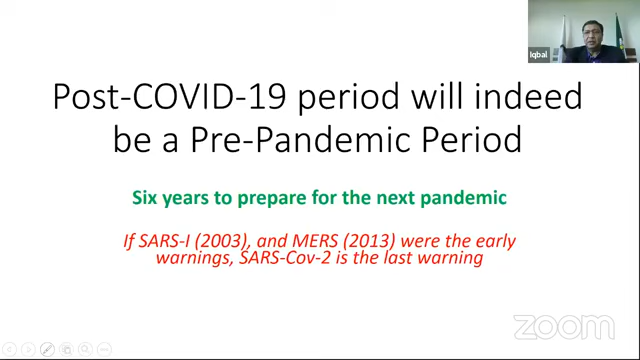 Iqbal
Post-COVID-19 period will indeed
be a Pre-Pandemic Period
Six years to prepare for the next pandemic
If SARS-I (2003), and MERS (2013) were the early
warnings, SARS-Cov-2 is the last warning
zoom